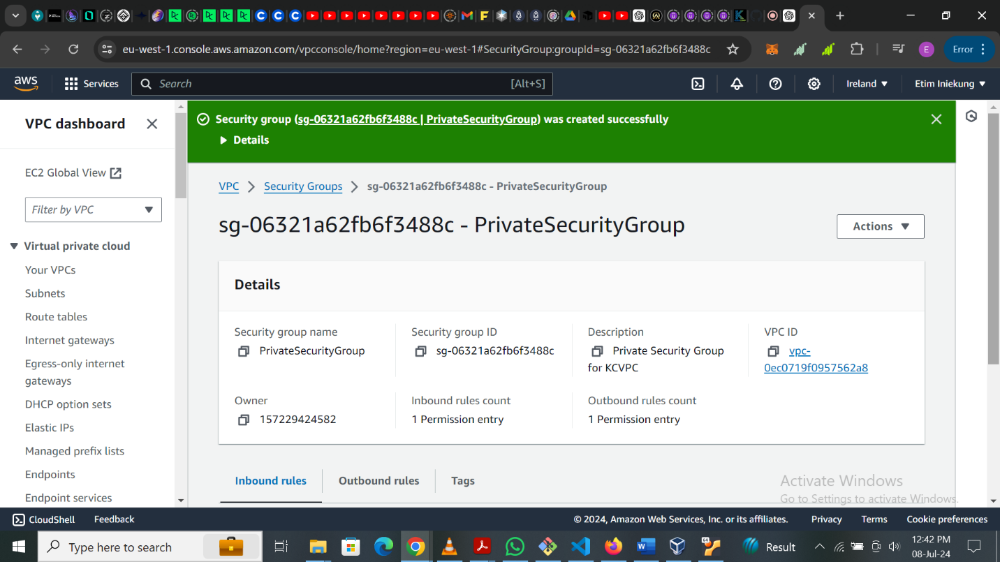 eu-west-1.console.aws.amazon.com/vpcconsole/home?region=eu-west-1#SecurityGroup:groupId=sg-06321a62fb6f3488c
E
Error
aws
Services
Search
[Alt+S]
Ireland
Etim Iniekung
VPC dashboard
EC2 Global View
Filter by VPC
Virtual private cloud
Your VPCs
Subnets
Route tables
Internet gateways
Egress-only internet
gateways
DHCP option sets
Elastic IPs
Managed prefix lists
Endpoints
Endpoint services
Security group (sg-06321a62fb6f3488c | PrivateSecurityGroup) was created successfully
Details
VPC
Security Groups
sg-06321a62fb6f3488c - PrivateSecurityGroup
sg-06321a62fb6f3488c - PrivateSecurityGroup
Actions
Details
Security group name
PrivateSecurityGroup
Security group ID
sg-06321a62fb6f3488c
Description
Private Security Group
for KCVPC
VPC ID
vpc-
0ec0719f0957562a8
Owner
157229424582
Inbound rules count
1 Permission entry
Outbound rules count
1 Permission entry
Inbound rules
Outbound rules
Tags
Activate Windows
Go to Settings to activate Windows.
CloudShell
Feedback
© 2024, Amazon Web Services, Inc. or its affiliates.
Privacy
Terms
Cookie preferences
Type here to search
Result
12:42 PM
08-Jul-24